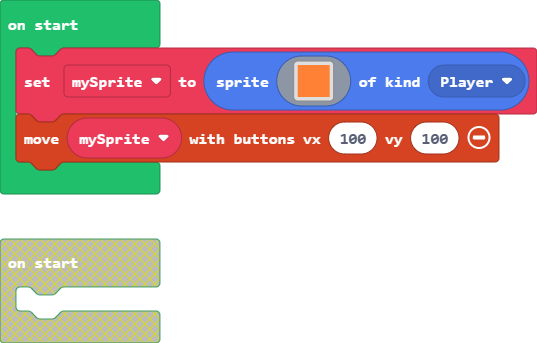 on start
set mySprite to sprite of kind Player
move mySprite with buttons vx 100 vy 100
on start